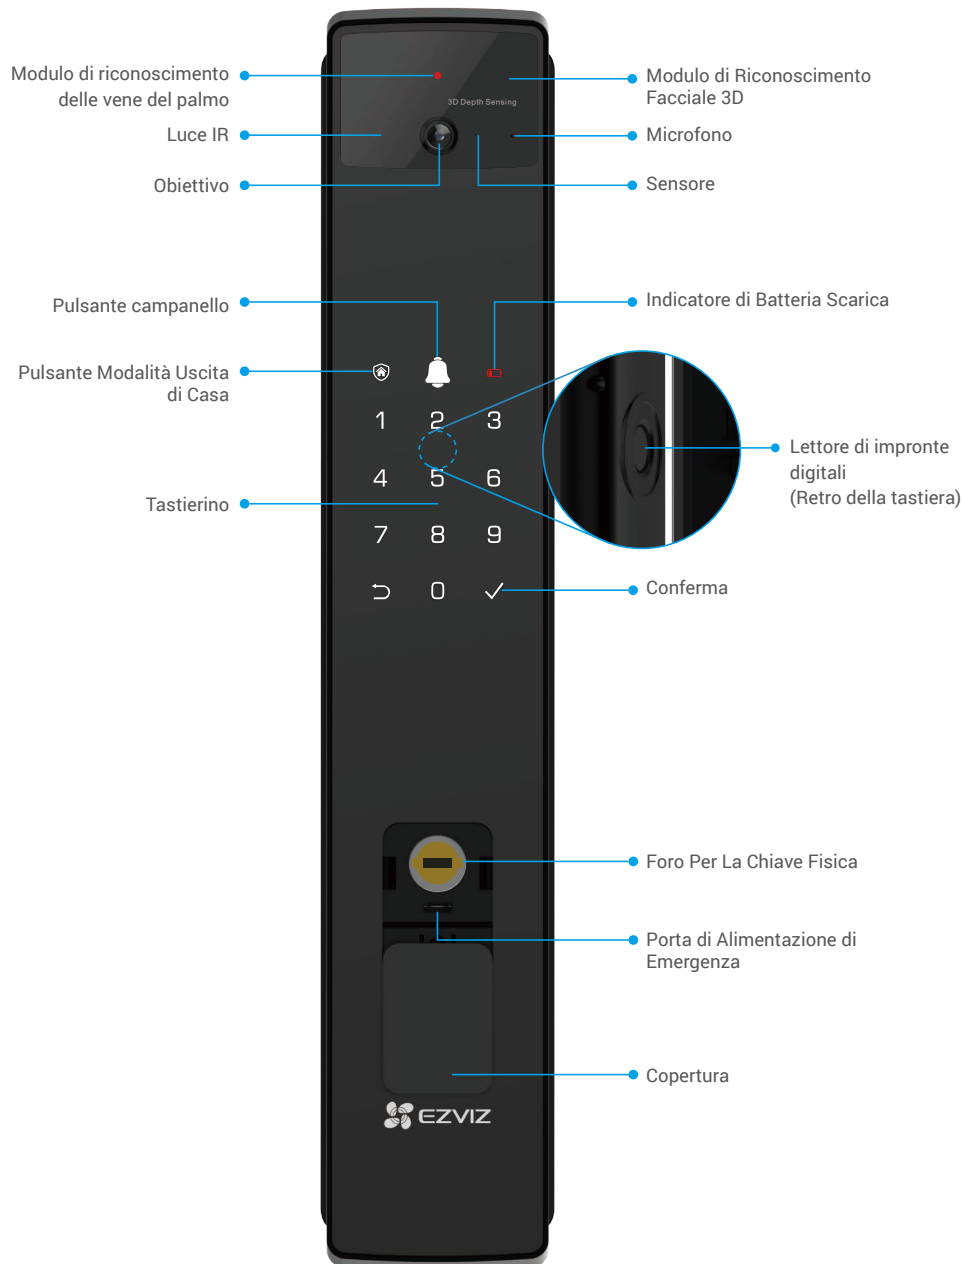 Modulo di riconoscimento
delle vene del palmo
Modulo di Riconoscimento
Facciale 3D
3D Depth Sensing
Luce IR
Microfono
Obiettivo
Sensore
Pulsante campanello
Indicatore di Batteria Scarica
Pulsante Modalità Uscita
di Casa
1 2 3
Lettore di impronte
digitali
(Retro della tastiera)
4 5 6
Tastierino
7 8 9
0
Conferma
Foro Per La Chiave Fisica
Porta di Alimentazione di
Emergenza
Copertura
EZVIZ